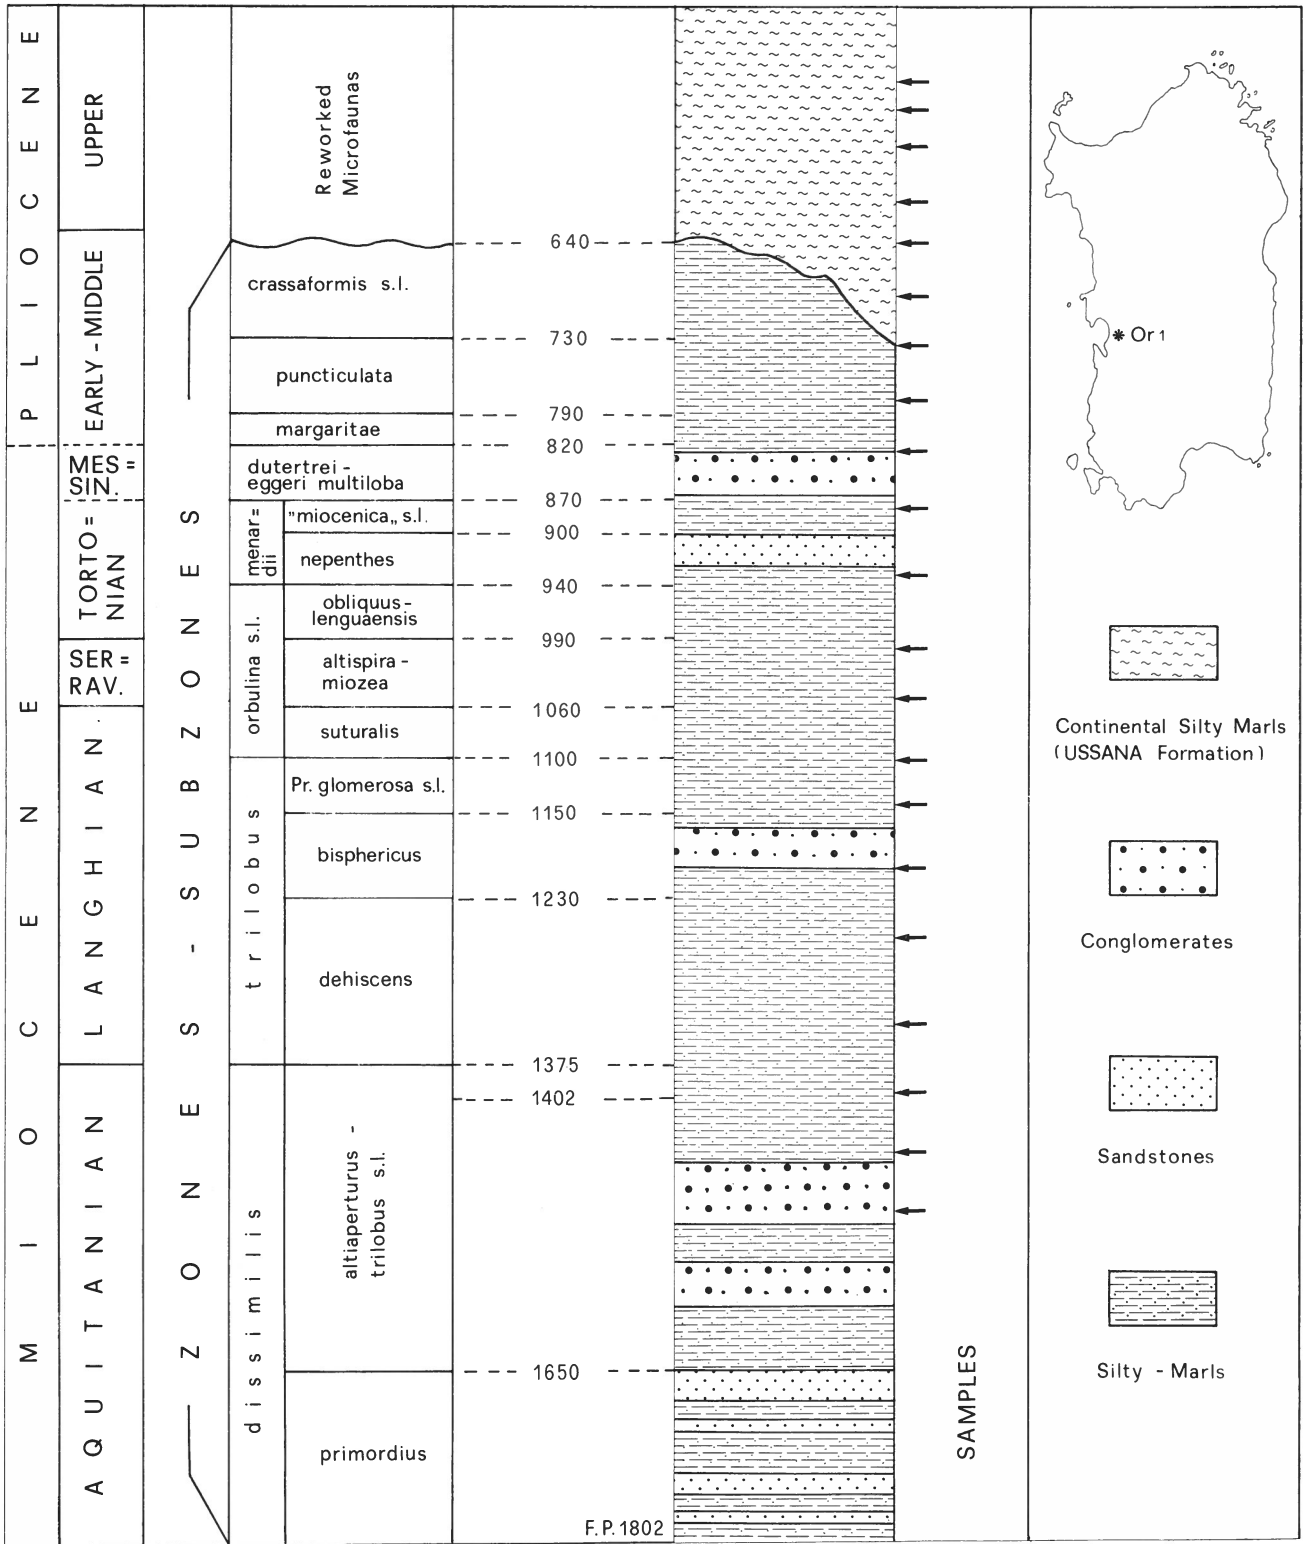 PLIOCENE
MIOCENE
UPPER
EARLY-MIDDLE
MES=
SIN.
TORTO=
NIAN
SER=
RAV.
LANGHIAN.
AQUITANIAN
ZONES-SUBZONES
Reworked
Microfaunas
crassaformis s.l.
puncticulata
margaritae
dutertrei-
eggeri multiloba
menar=
dii
"miocenica„ s.l.
nepenthes
orbulina s.l.
obliquus-
lenguaensis
altispira-
miozea
suturalis
trilobus
Pr. glomerosa s.l.
bisphericus
dehiscens
dissimilis
altiaperturus -
trilobus s.l.
primordius
640
730
790
820
870
900
940
990
1060
1100
1150
1230
1375
1402
1650
F.P.1802
SAMPLES
Or1
Continental Silty Marls
(USSANA Formation)
Conglomerates
Sandstones
Silty - Marls